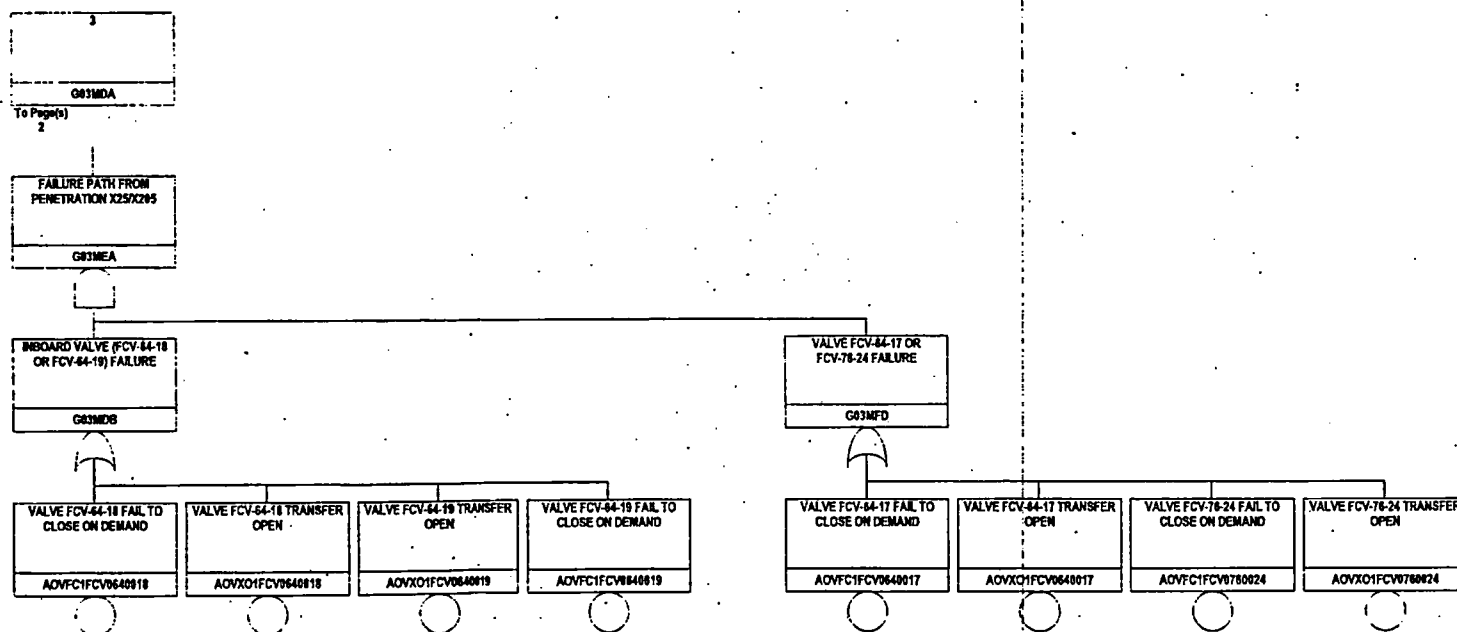 3
G03MDA
To Page(s)
2
FAILURE PATH FROM
PENETRATION X25/X205
G03MEA
INBOARD VALVE (FCV-64-18
OR FCV-64-19) FAILURE
G03MDB
VALVE FCV-64-17 OR
FCV-76-24 FAILURE
G03MFD
VALVE FCV-64-18 FAIL TO
CLOSE ON DEMAND
AOVFC1FCV0640018
VALVE FCV-64-18 TRANSFER
OPEN
AOVXO1FCV0640018
VALVE FCV-64-19 TRANSFER
OPEN
AOVXO1FCV0640019
VALVE FCV-64-19 FAIL TO
CLOSE ON DEMAND
AOVFC1FCV0640019
VALVE FCV-64-17 FAIL TO
CLOSE ON DEMAND
AOVFC1FCV0640017
VALVE FCV-64-17 TRANSFER
OPEN
AOVXO1FCV0640017
VALVE FCV-76-24 FAIL TO
CLOSE ON DEMAND
AOVFC1FCV0760024
VALVE FCV-76-24 TRANSFER
OPEN
AOVXO1FCV0760024